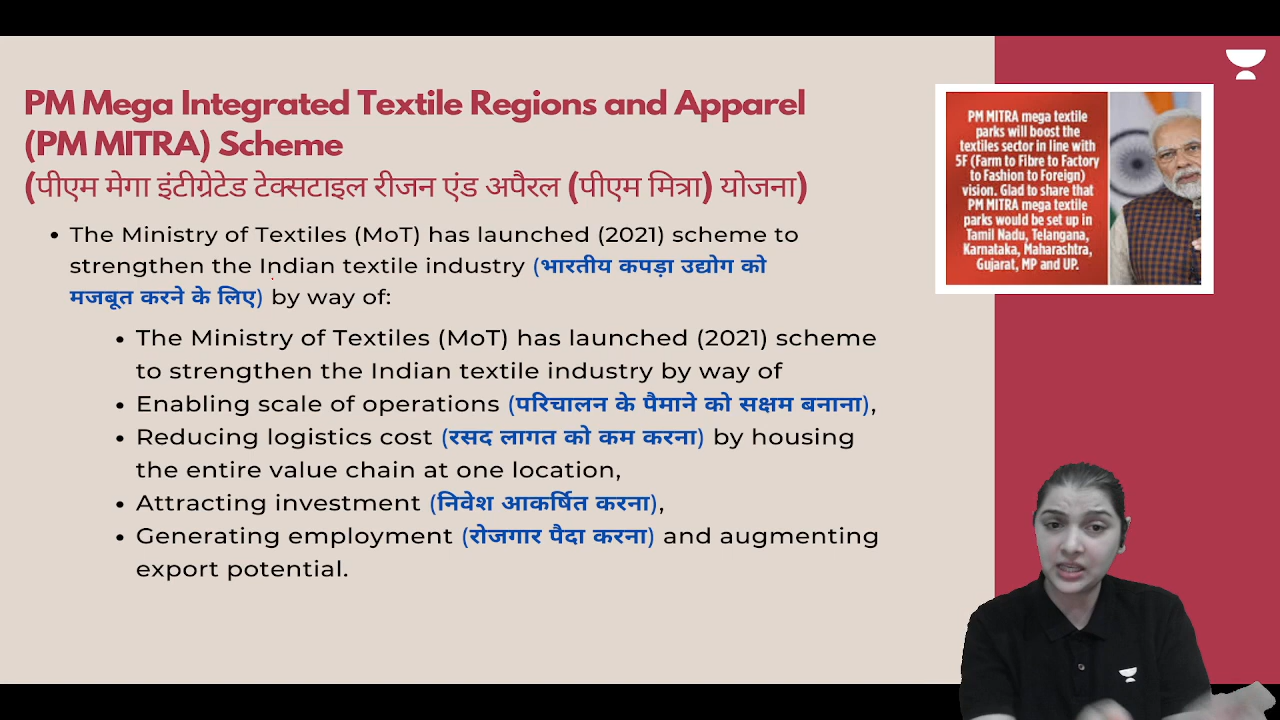 PM Mega Integrated Textile Regions and Apparel
(PM MITRA) Scheme
(पीएम मेगा इंटीग्रेटेड टेक्सटाइल रीजन एंड अपैरल (पीएम मित्रा) योजना)
• The Ministry of Textiles (MoT) has launched (2021) scheme to
strengthen the Indian textile industry (भारतीय कपड़ा उद्योग को
मजबूत करने के लिए) by way of:
• The Ministry of Textiles (MoT) has launched (2021) scheme
to strengthen the Indian textile industry by way of
• Enabling scale of operations (परिचालन के पैमाने को सक्षम बनाना),
• Reducing logistics cost (रसद लागत को कम करना) by housing
the entire value chain at one location,
• Attracting investment (निवेश आकर्षित करना),
• Generating employment (रोजगार पैदा करना) and augmenting
export potential.
PM MITRA mega textile
parks will boost the
textiles sector in line with
5F (Farm to Fibre to Factory
to Fashion to Foreign)
vision. Glad to share that
PM MITRA mega textile
parks would be set up in
Tamil Nadu, Telangana,
Karnataka, Maharashtra,
Gujarat, MP and UP.